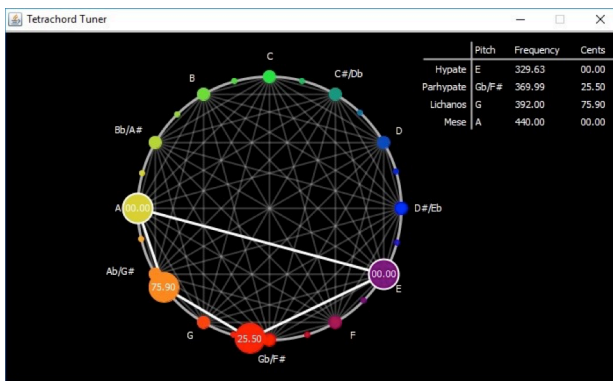 Tetrachord Tuner
Pitch Frequency Cents
Hypate E 329.63 00.00
Parhypate Gb/F# 369.99 25.50
Lichanos G 392.00 75.90
Mese A 440.00 00.00
C
C#/Db
B
Bb/A#
D
A 00.00
D#/Eb
Ab/G#
75.90
00.00
E
G
25.50
F
Gb/F#